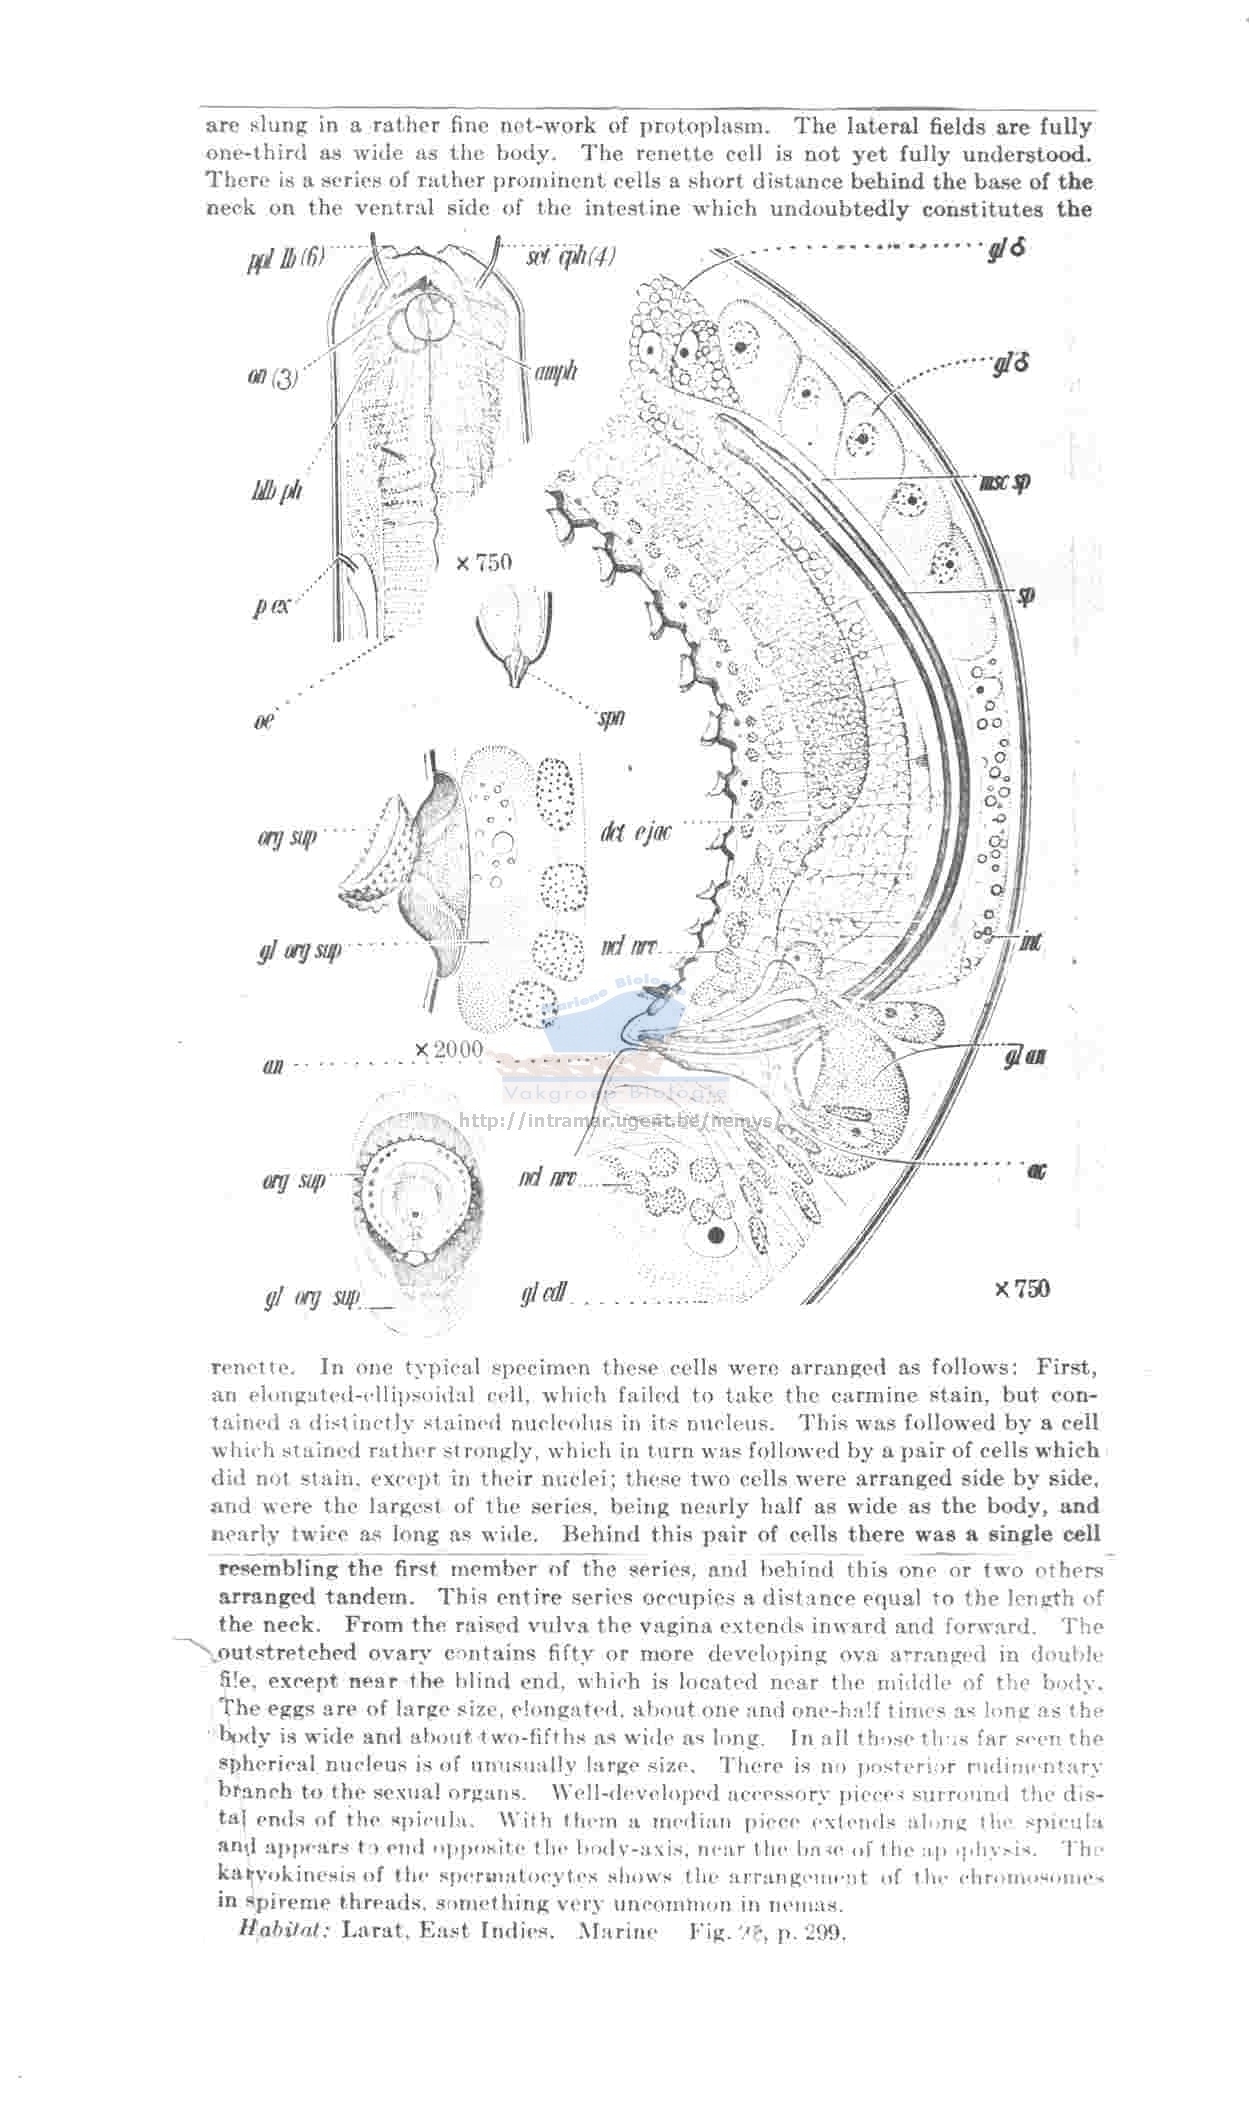 are slung in a rather fine net-work of protoplasm. The lateral fields are fully
one-third as wide as the body. The renette cell is not yet fully understood.
There is a series of rather prominent cells a short distance behind the base of the
neck on the ventral side of the intestine which undoubtedly constitutes the
ppl lb (6)
set cph (4)
gl ♂
on (3)
amph
gl ♂
blb ph
msc sp
× 750
p ex
sp
oe
spn
org sup
dct ejac
gl org sup
ncl nrv
int
Mariene Biologie
an
× 2000
gl an
Vakgroep Biologie
http://intramar.ugent.be/nemys/
org sup
ncl nrv
ac
gl org sup
gl cdl
× 750
renette. In one typical specimen these cells were arranged as follows: First,
an elongated-ellipsoidal cell, which failed to take the carmine stain, but con-
tained a distinctly stained nucleolus in its nucleus. This was followed by a cell
which stained rather strongly, which in turn was followed by a pair of cells which
did not stain, except in their nuclei; these two cells were arranged side by side,
and were the largest of the series, being nearly half as wide as the body, and
nearly twice as long as wide. Behind this pair of cells there was a single cell
resembling the first member of the series, and behind this one or two others
arranged tandem. This entire series occupies a distance equal to the length of
the neck. From the raised vulva the vagina extends inward and forward. The
outstretched ovary contains fifty or more developing ova arranged in double
file, except near the blind end, which is located near the middle of the body.
The eggs are of large size, elongated, about one and one-half times as long as the
body is wide and about two-fifths as wide as long. In all those thus far seen the
spherical nucleus is of unusually large size. There is no posterior rudimentary
branch to the sexual organs. Well-developed accessory pieces surround the dis-
tal ends of the spicula. With them a median piece extends along the spicula
and appears to end opposite the body-axis, near the base of the apophysis. The
karyokinesis of the spermatocytes shows the arrangement of the chromosomes
in spireme threads, something very uncommon in nemas.
Habitat: Larat, East Indies. Marine Fig. p. 299.